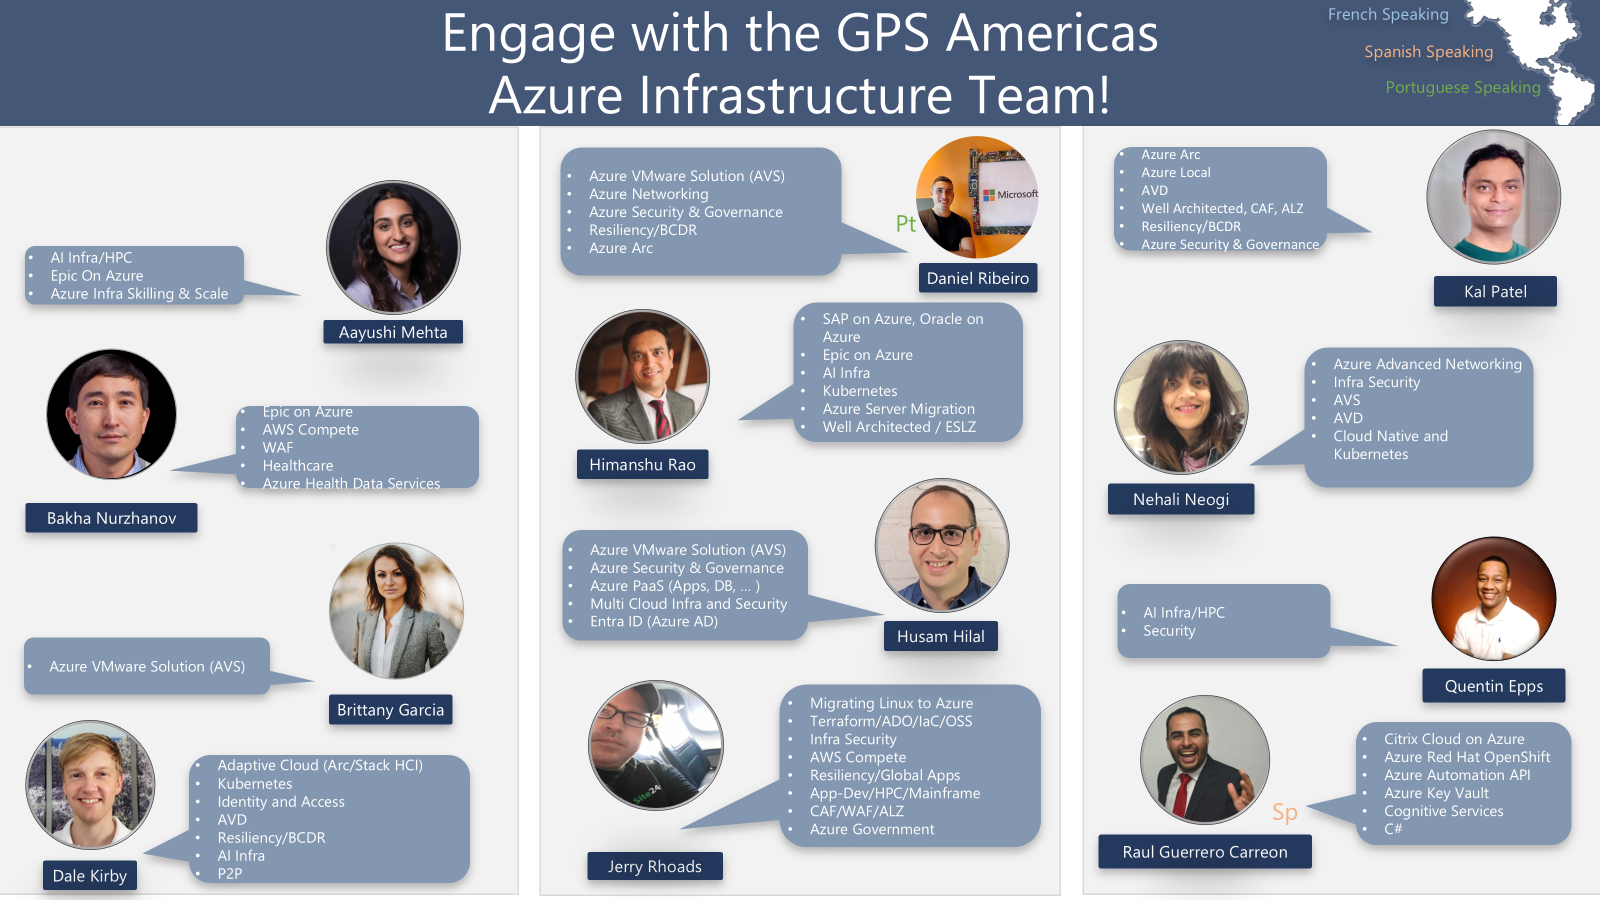 Engage with the GPS Americas
Azure Infrastructure Team!
French Speaking
Spanish Speaking
Portuguese Speaking
• AI Infra/HPC
• Epic On Azure
• Azure Infra Skilling & Scale
Aayushi Mehta
• Epic on Azure
• AWS Compete
• WAF
• Healthcare
• Azure Health Data Services
Bakha Nurzhanov
• Azure VMware Solution (AVS)
Brittany Garcia
• Adaptive Cloud (Arc/Stack HCI)
• Kubernetes
• Identity and Access
• AVD
• Resiliency/BCDR
• AI Infra
• P2P
Dale Kirby
• Azure VMware Solution (AVS)
• Azure Networking
• Azure Security & Governance
• Resiliency/BCDR
• Azure Arc
Pt
Microsoft
Daniel Ribeiro
• SAP on Azure, Oracle on
Azure
• Epic on Azure
• AI Infra
• Kubernetes
• Azure Server Migration
• Well Architected / ESLZ
Himanshu Rao
• Azure VMware Solution (AVS)
• Azure Security & Governance
• Azure PaaS (Apps, DB, ... )
• Multi Cloud Infra and Security
• Entra ID (Azure AD)
Husam Hilal
• Migrating Linux to Azure
• Terraform/ADO/IaC/OSS
• Infra Security
• AWS Compete
• Resiliency/Global Apps
• App-Dev/HPC/Mainframe
• CAF/WAF/ALZ
• Azure Government
Site24
Jerry Rhoads
• Azure Arc
• Azure Local
• AVD
• Well Architected, CAF, ALZ
• Resiliency/BCDR
• Azure Security & Governance
Kal Patel
• Azure Advanced Networking
• Infra Security
• AVS
• AVD
• Cloud Native and
Kubernetes
Nehali Neogi
• AI Infra/HPC
• Security
Quentin Epps
• Citrix Cloud on Azure
• Azure Red Hat OpenShift
• Azure Automation API
• Azure Key Vault
• Cognitive Services
• C#
Sp
Raul Guerrero Carreon